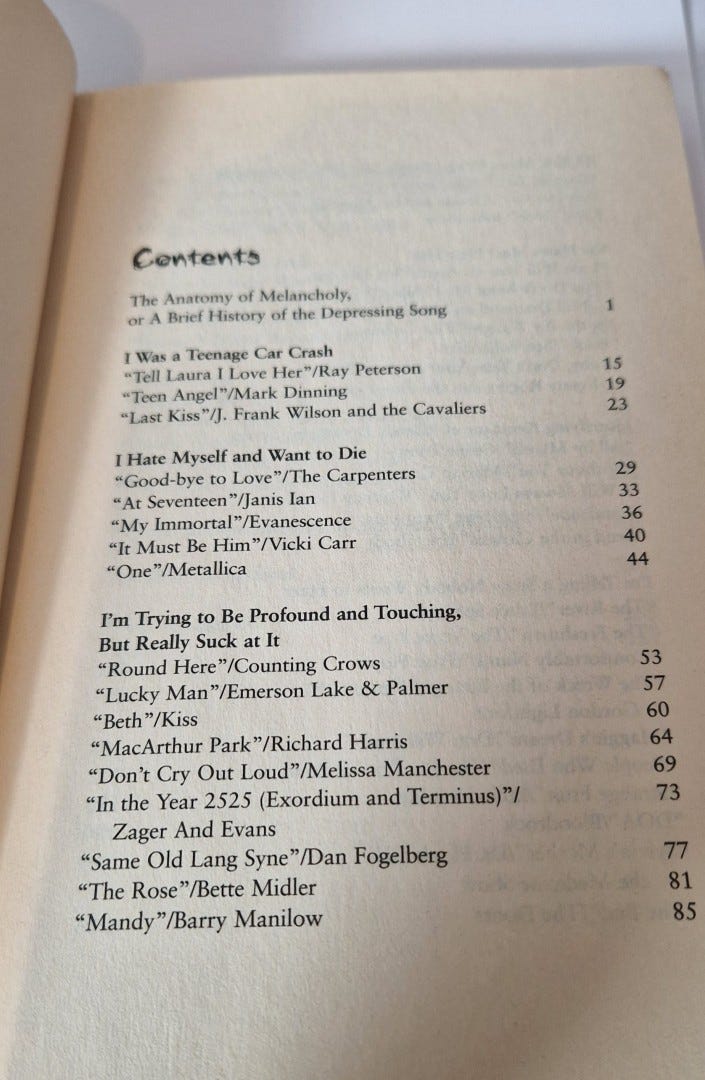 Contents
The Anatomy of Melancholy,
or A Brief History of the Depressing Song 1
I Was a Teenage Car Crash
“Tell Laura I Love Her”/Ray Peterson 15
“Teen Angel”/Mark Dinning 19
“Last Kiss”/J. Frank Wilson and the Cavaliers 23
I Hate Myself and Want to Die
“Good-bye to Love”/The Carpenters 29
“At Seventeen”/Janis Ian 33
“My Immortal”/Evanescence 36
“It Must Be Him”/Vicki Carr 40
“One”/Metallica 44
I'm Trying to Be Profound and Touching,
But Really Suck at It
“Round Here”/Counting Crows 53
“Lucky Man”/Emerson Lake & Palmer 57
“Beth”/Kiss 60
“MacArthur Park”/Richard Harris 64
“Don't Cry Out Loud”/Melissa Manchester 69
“In the Year 2525 (Exordium and Terminus)”/ 73
Zager And Evans
“Same Old Lang Syne”/Dan Fogelberg 77
“The Rose”/Bette Midler 81
“Mandy”/Barry Manilow 85